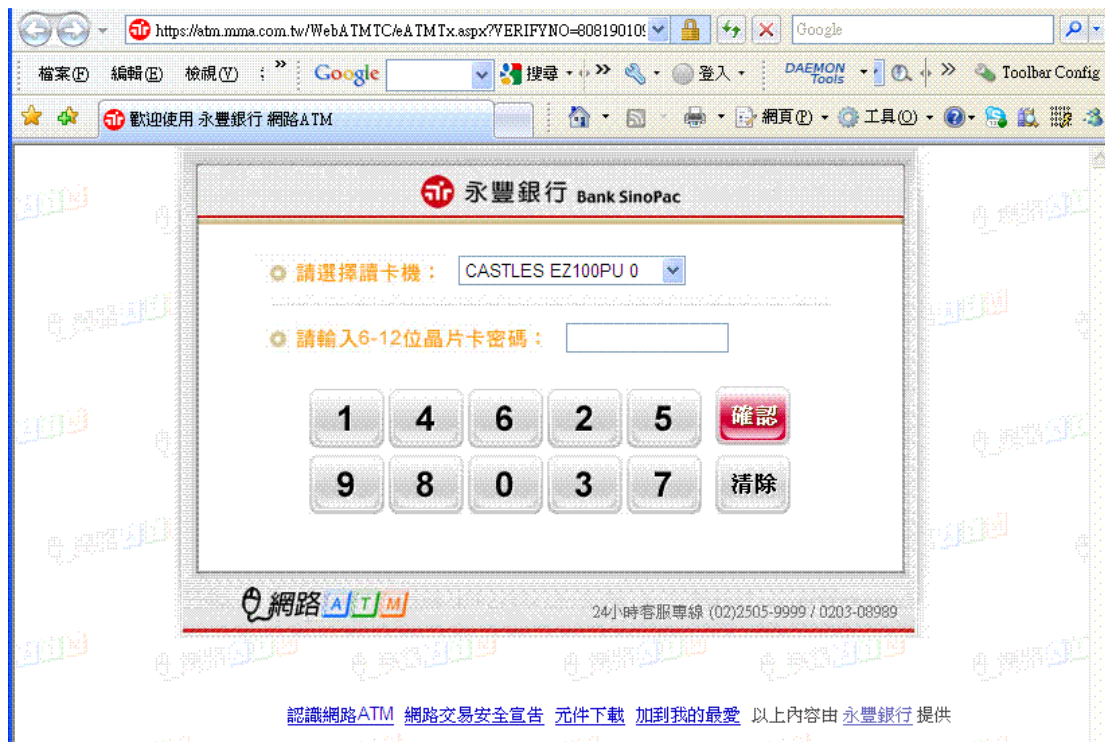 https://atm.mma.com.tw/WebATMTC/eATMTx.aspx?VERIFYNO=80819010 Google
檔案(F) 編輯(E) 檢視(V) » Google 搜尋 » 登入 DAEMON Tools » Toolbar Config
歡迎使用 永豐銀行 網路ATM 網頁(P) 工具(O)
永豐銀行 Bank SinoPac
請選擇讀卡機： CASTLES EZ100PU 0
請輸入6-12位晶片卡密碼：
1 4 6 2 5 確認
9 8 0 3 7 清除
網路ATM 24小時客服專線 (02)2505-9999 / 0203-08989
認識網路ATM 網路交易安全宣告 元件下載 加到我的最愛 以上內容由 永豐銀行 提供